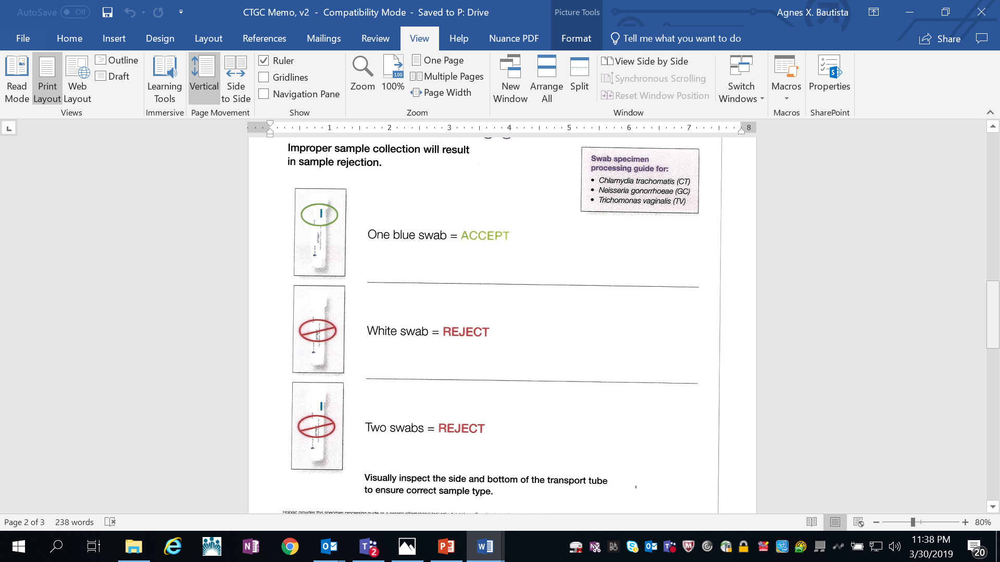 AutoSave Off
CTGC Memo, v2 - Compatibility Mode - Saved to P: Drive
Picture Tools
Agnes X. Bautista
File Home Insert Design Layout References Mailings Review View Help Nuance PDF Format Tell me what you want to do Share
Read Mode
Print Layout
Web Layout
Outline
Draft
Views
Learning Tools
Immersive
Vertical
Side to Side
Page Movement
Ruler
Gridlines
Navigation Pane
Show
Zoom
100
100%
One Page
Multiple Pages
Page Width
Zoom
New Window
Arrange All
Split
View Side by Side
Synchronous Scrolling
Reset Window Position
Window
Switch Windows
Macros
Macros
Properties
SharePoint
1 2 3 4 5 6 7 8
Improper sample collection will result
in sample rejection.
Swab specimen
processing guide for:
• Chlamydia trachomatis (CT)
• Neisseria gonorrhoeae (GC)
• Trichomonas vaginalis (TV)
One blue swab = ACCEPT
White swab = REJECT
Two swabs = REJECT
Visually inspect the side and bottom of the transport tube
to ensure correct sample type.
Hologic provides this specimen processing guide as a general informational tool
Page 2 of 3 238 words
80%
11:38 PM
3/30/2019
20
2